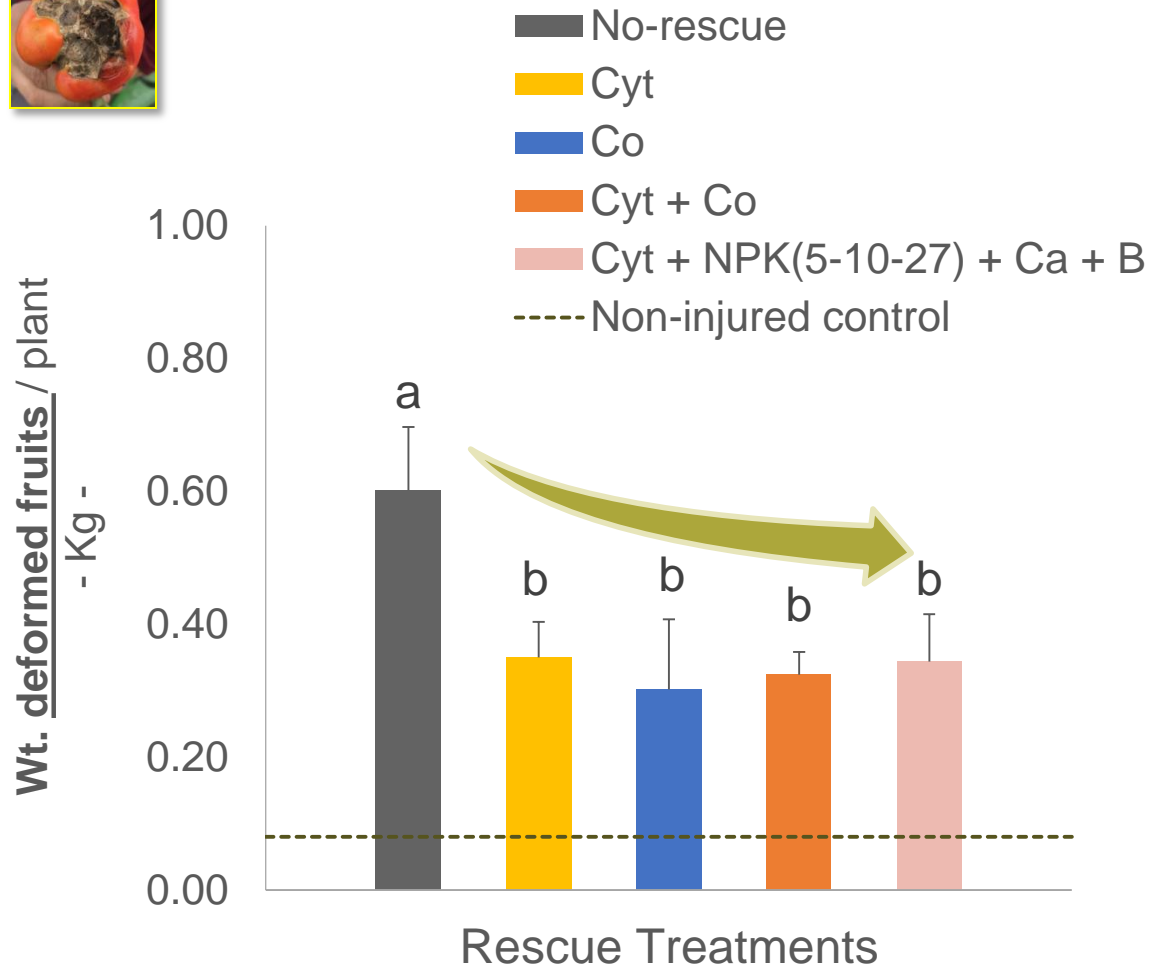 No-rescue
Cyt
Co
Cyt + Co
Cyt + NPK(5-10-27) + Ca + B
Non-injured control
Wt. deformed fruits / plant
- Kg -
1.00
0.80
0.60
0.40
0.20
0.00
a
b
b
b
b
Rescue Treatments